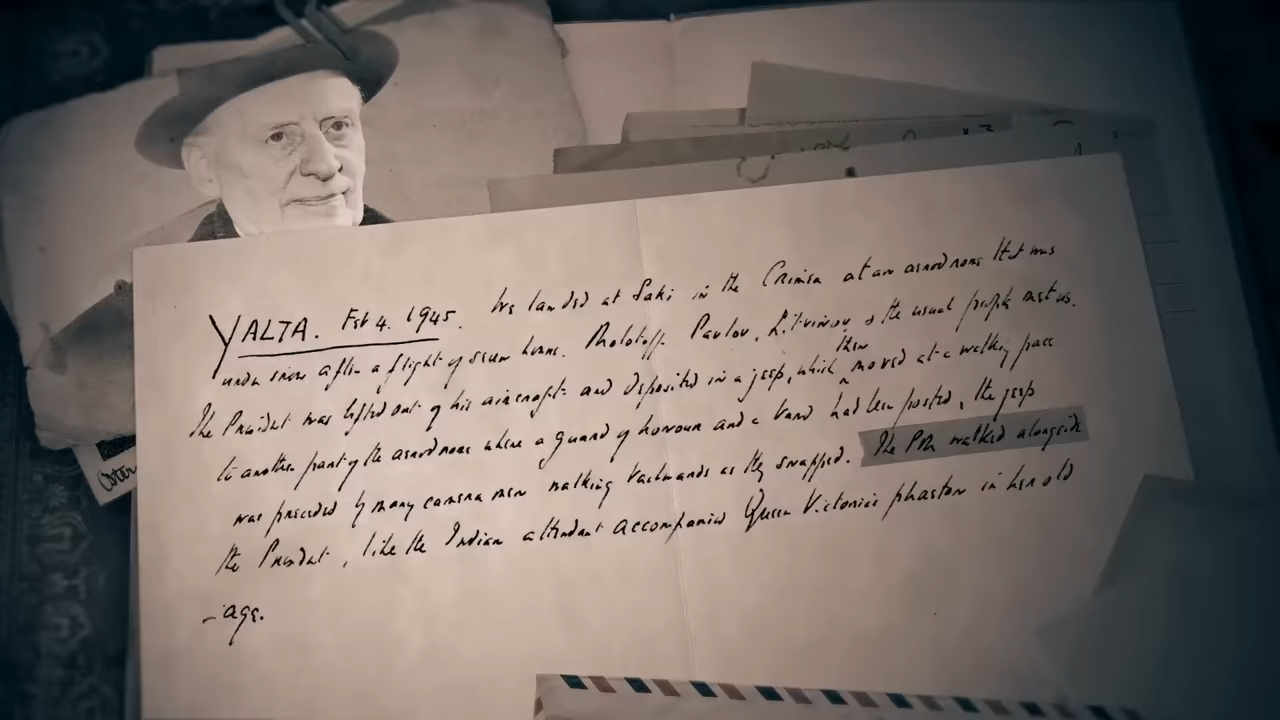 YALTA. Feb 4. 1945. We landed at Saki in the Crimea at an aerodrome that was
under snow after a flight of seven hours. Molotoff Pavlov, Litvinov & the usual people met us.
The President was lifted out of his aircraft and deposited in a jeep, which then moved at a walking pace
to another part of the aerodrome where a guard of honour and a band had been posted, the jeep
was preceded by many camera men walking backwards as they snapped. The PM walked alongside
the President, like the Indian attendant accompanied Queen Victoria's phaeton in her old
- age.